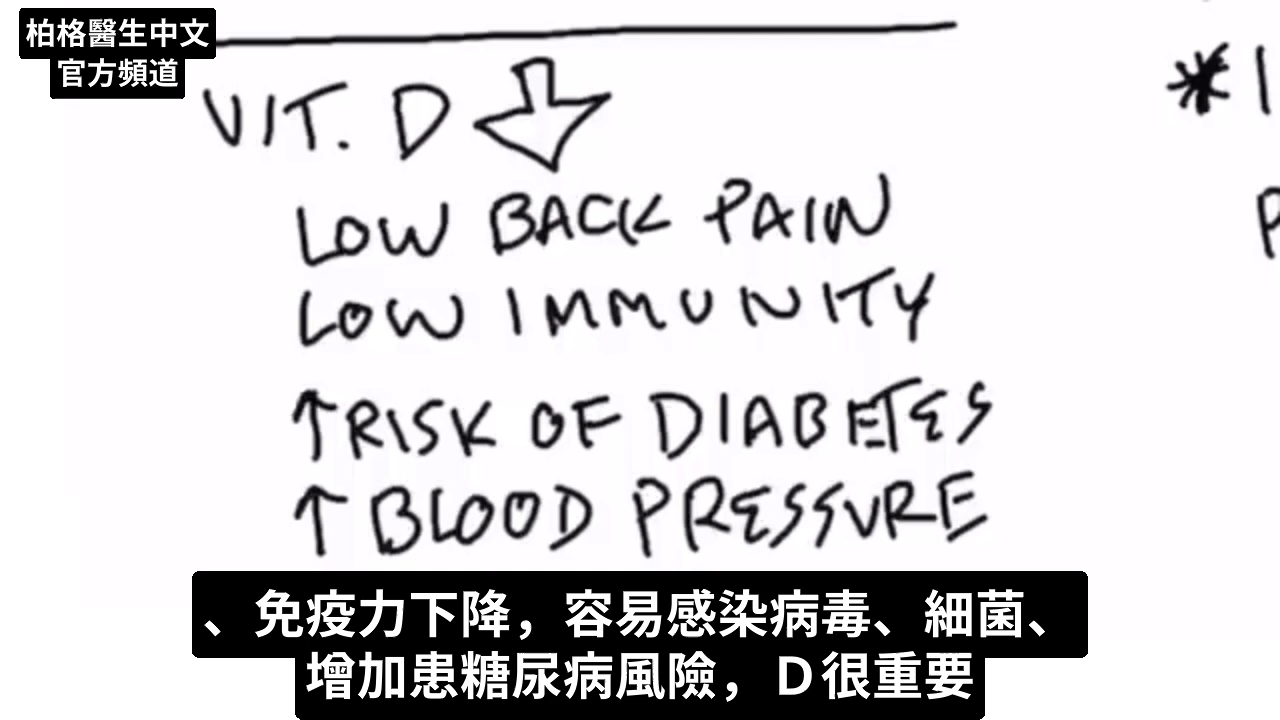 柏格醫生中文
官方頻道
VIT. D
LOW BACK PAIN
LOW IMMUNITY
↑RISK OF DIABETES
↑BLOOD PRESSURE
、免疫力下降，容易感染病毒、細菌、
增加患糖尿病風險，Ｄ很重要